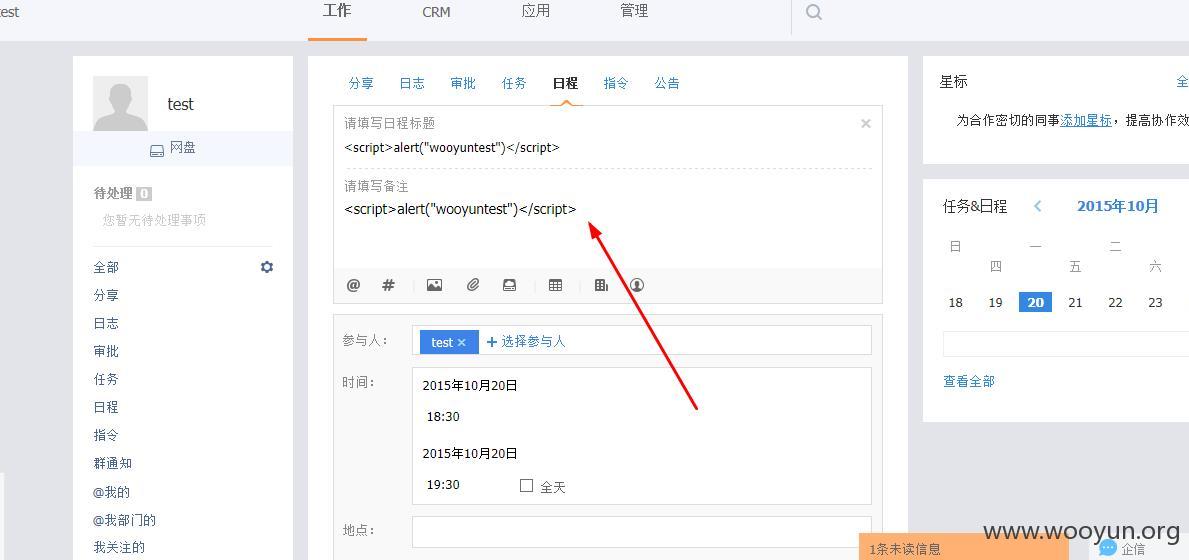 test
工作 CRM 应用 管理
test
网盘
待处理 0
您暂无待处理事项
全部
分享
日志
审批
任务
日程
指令
群通知
@我的
@我部门的
我关注的
分享 日志 审批 任务 日程 指令 公告
请填写日程标题
<script>alert("wooyuntest")</script>
请填写备注
<script>alert("wooyuntest")</script>
@ #
参与人： test × + 选择参与人
时间： 2015年10月20日
18:30
2015年10月20日
19:30 全天
地点：
星标 全
为合作密切的同事添加星标，提高协作效
任务&日程 < 2015年10月
日 一 二
四 五 六
18 19 20 21 22 23
查看全部
www.wooyun.org
1条未读信息 企信